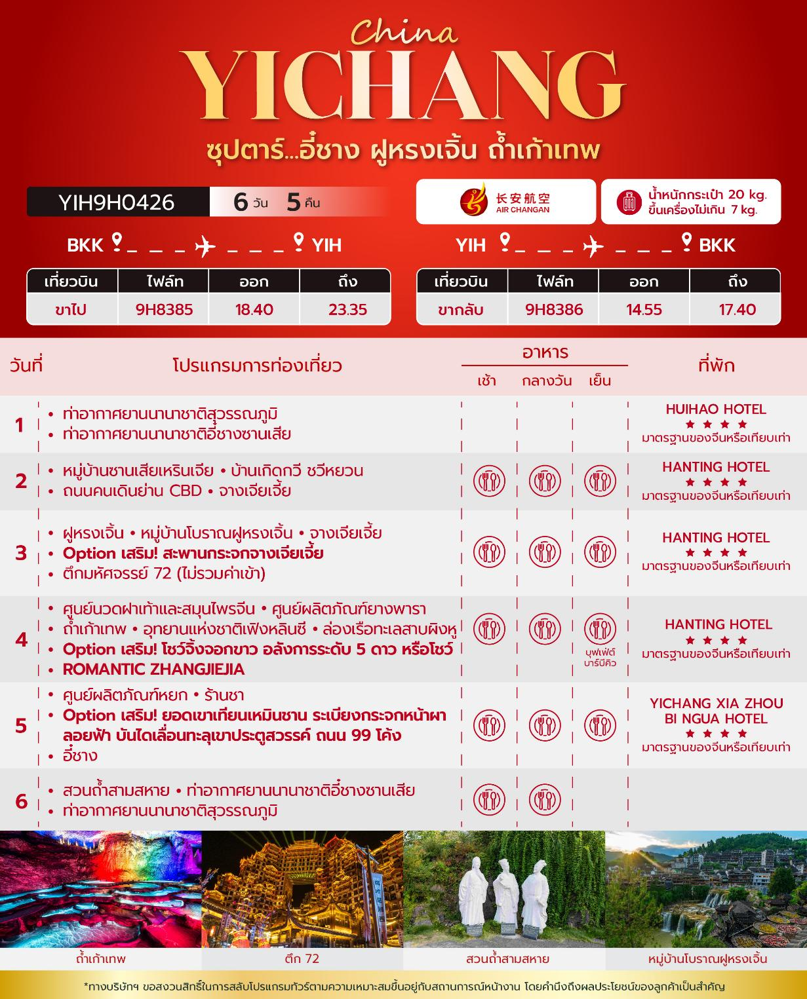 China
YICHANG
ซุปตาร์...อี๋ชาง ฝูหรงเจิ้น ถ้ำเก้าเทพ
YIH9H0426 6 วัน 5 คืน
长安航空
AIR CHANGAN
น้ำหนักกระเป๋า 20 kg.
ขึ้นเครื่องไม่เกิน 7 kg.
BKK YIH
YIH BKK
เที่ยวบิน ไฟล์ท ออก ถึง
ขาไป 9H8385 18.40 23.35
เที่ยวบิน ไฟล์ท ออก ถึง
ขากลับ 9H8386 14.55 17.40
วันที่ โปรแกรมการท่องเที่ยว อาหาร ที่พัก
เช้า กลางวัน เย็น
1
• ท่าอากาศยานนานาชาติสุวรรณภูมิ
• ท่าอากาศยานนานาชาติอี๋ชางซานเสีย
HUIHAO HOTEL
มาตรฐานของจีนหรือเทียบเท่า
2
• หมู่บ้านซานเสียเหรินเจีย • บ้านเกิดกวี ชวีหยวน
• ถนนคนเดินย่าน CBD • จางเจียเจี้ย
HANTING HOTEL
มาตรฐานของจีนหรือเทียบเท่า
3
• ฝูหรงเจิ้น • หมู่บ้านโบราณฝูหรงเจิ้น • จางเจียเจี้ย
• Option เสริม! สะพานกระจกจางเจียเจี้ย
• ตึกมหัศจรรย์ 72 (ไม่รวมค่าเข้า)
HANTING HOTEL
มาตรฐานของจีนหรือเทียบเท่า
4
• ศูนย์นวดฝาเท้าและสมุนไพรจีน • ศูนย์ผลิตภัณฑ์ยางพารา
• ถ้ำเก้าเทพ • อุทยานแห่งชาติเฟิงหลินซี • ล่องเรือทะเลสาบผิงหู
• Option เสริม! โชว์จิ้งจอกขาว อลังการระดับ 5 ดาว หรือโชว์
• ROMANTIC ZHANGJIEJIA
บุฟเฟ่ต์
บาร์บีคิว
HANTING HOTEL
มาตรฐานของจีนหรือเทียบเท่า
5
• ศูนย์ผลิตภัณฑ์หยก • ร้านชา
• Option เสริม! ยอดเขาเทียนเหมินซาน ระเบียงกระจกหน้าผา
ลอยฟ้า บันไดเลื่อนทะลุเขาประตูสวรรค์ ถนน 99 โค้ง
• อี๋ชาง
YICHANG XIA ZHOU
BI NGUA HOTEL
มาตรฐานของจีนหรือเทียบเท่า
6
• สวนถ้ำสามสหาย • ท่าอากาศยานนานาชาติอี๋ชางซานเสีย
• ท่าอากาศยานนานาชาติสุวรรณภูมิ
ถ้ำเก้าเทพ
ตึก 72
สวนถ้ำสามสหาย
หมู่บ้านโบราณฝูหรงเจิ้น
*ทางบริษัทฯ ขอสงวนสิทธิ์ในการสลับโปรแกรมทัวร์ตามความเหมาะสมขึ้นอยู่กับสถานการณ์หน้างาน โดยคำนึงถึงผลประโยชน์ของลูกค้าเป็นสำคัญ